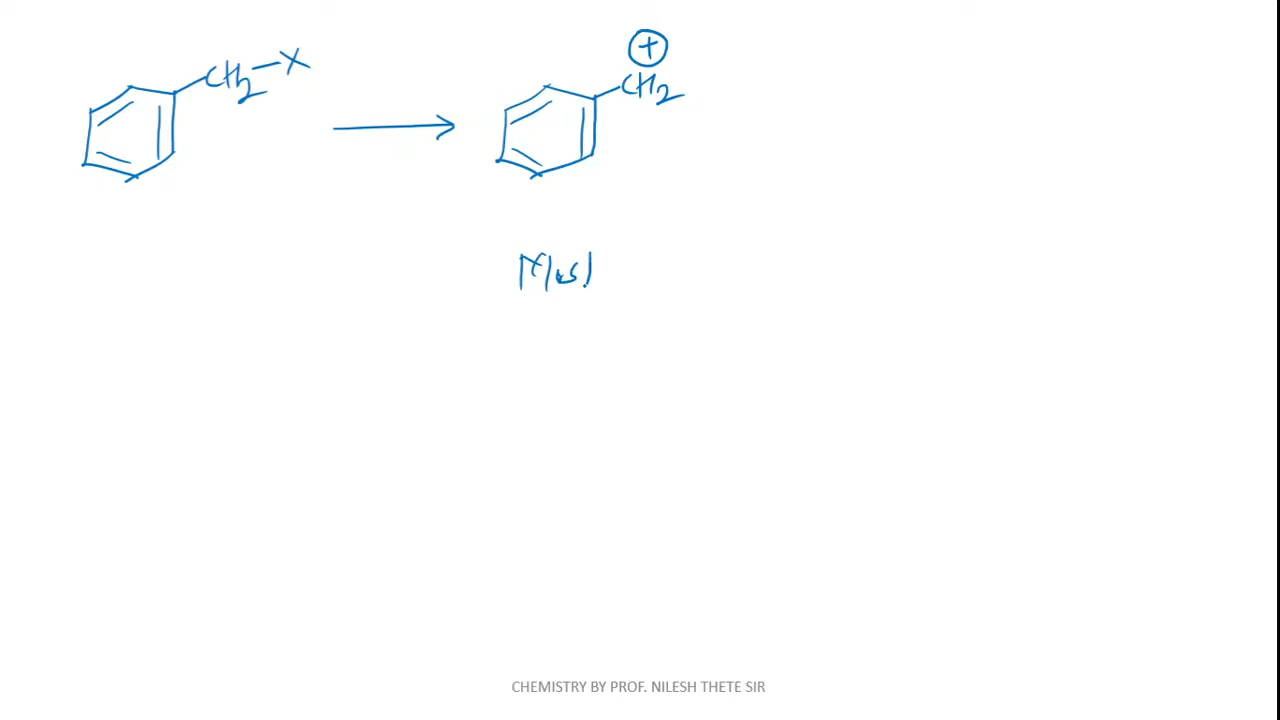 CH2–X
⊕
CH2
CHEMISTRY BY PROF. NILESH THETE SIR